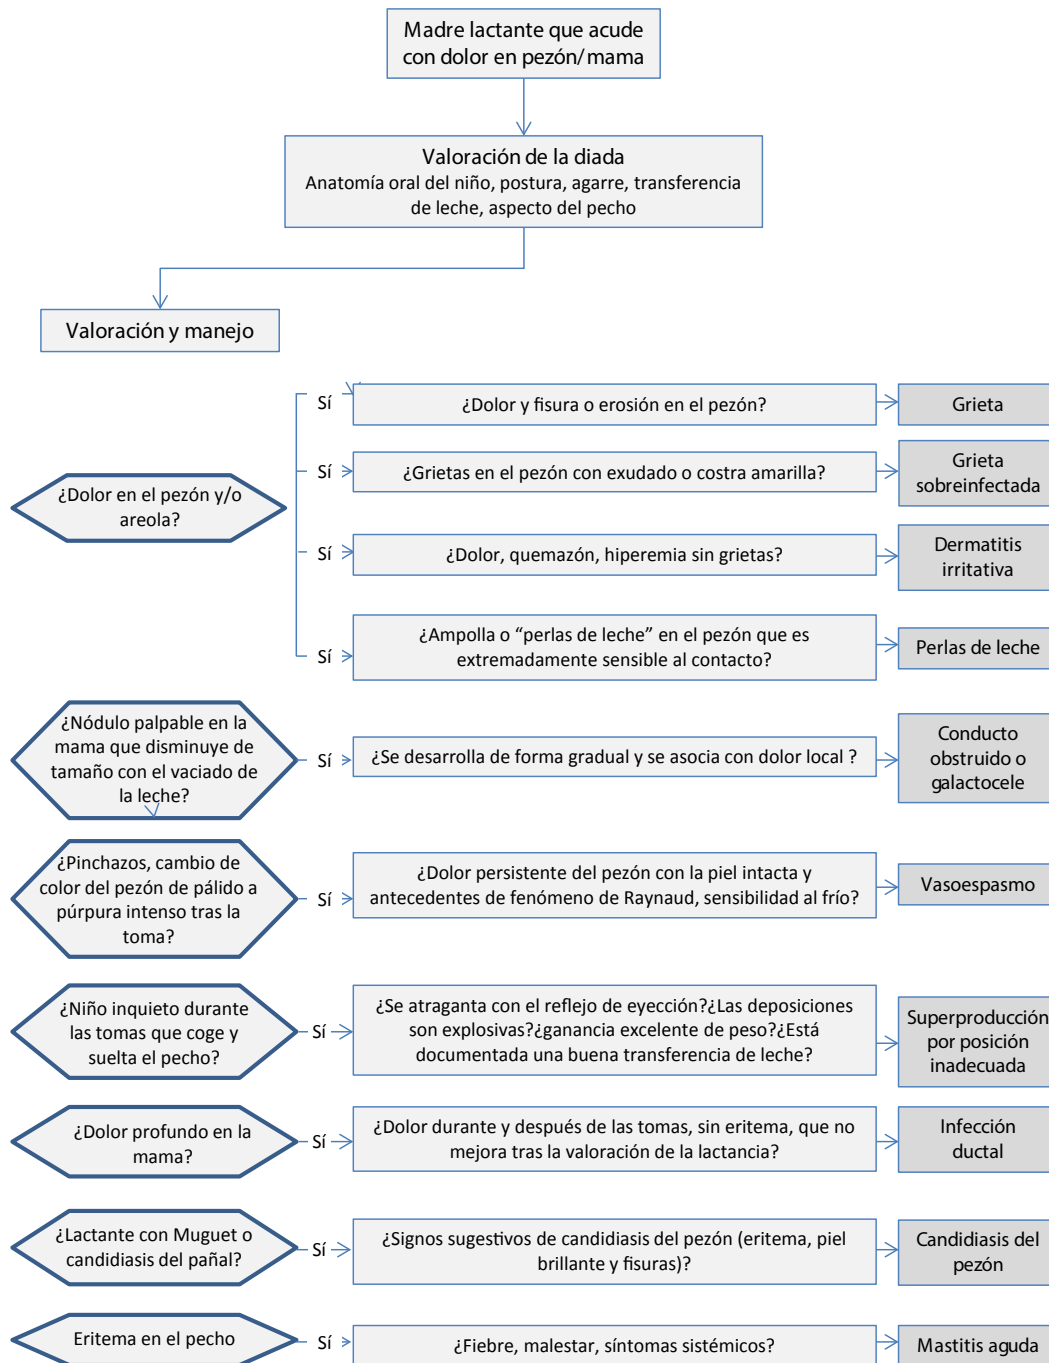 Madre lactante que acude
con dolor en pezón/mama
Valoración de la diada
Anatomía oral del niño, postura, agarre, transferencia
de leche, aspecto del pecho
Valoración y manejo
¿Dolor en el pezón y/o
areola?
Sí
¿Dolor y fisura o erosión en el pezón?
Grieta
Sí
¿Grietas en el pezón con exudado o costra amarilla?
Grieta
sobreinfectada
Sí
¿Dolor, quemazón, hiperemia sin grietas?
Dermatitis
irritativa
Sí
¿Ampolla o “perlas de leche” en el pezón que es
extremadamente sensible al contacto?
Perlas de leche
¿Nódulo palpable en la
mama que disminuye de
tamaño con el vaciado de
la leche?
Sí
¿Se desarrolla de forma gradual y se asocia con dolor local ?
Conducto
obstruido o
galactocele
¿Pinchazos, cambio de
color del pezón de pálido a
púrpura intenso tras la
toma?
Sí
¿Dolor persistente del pezón con la piel intacta y
antecedentes de fenómeno de Raynaud, sensibilidad al frío?
Vasoespasmo
¿Niño inquieto durante
las tomas que coge y
suelta el pecho?
Sí
¿Se atraganta con el reflejo de eyección?¿Las deposiciones
son explosivas?¿ganancia excelente de peso?¿Está
documentada una buena transferencia de leche?
Superproducción
por posición
inadecuada
¿Dolor profundo en la
mama?
Sí
¿Dolor durante y después de las tomas, sin eritema, que no
mejora tras la valoración de la lactancia?
Infección
ductal
¿Lactante con Muguet o
candidiasis del pañal?
Sí
¿Signos sugestivos de candidiasis del pezón (eritema, piel
brillante y fisuras)?
Candidiasis del
pezón
Eritema en el pecho
Sí
¿Fiebre, malestar, síntomas sistémicos?
Mastitis aguda